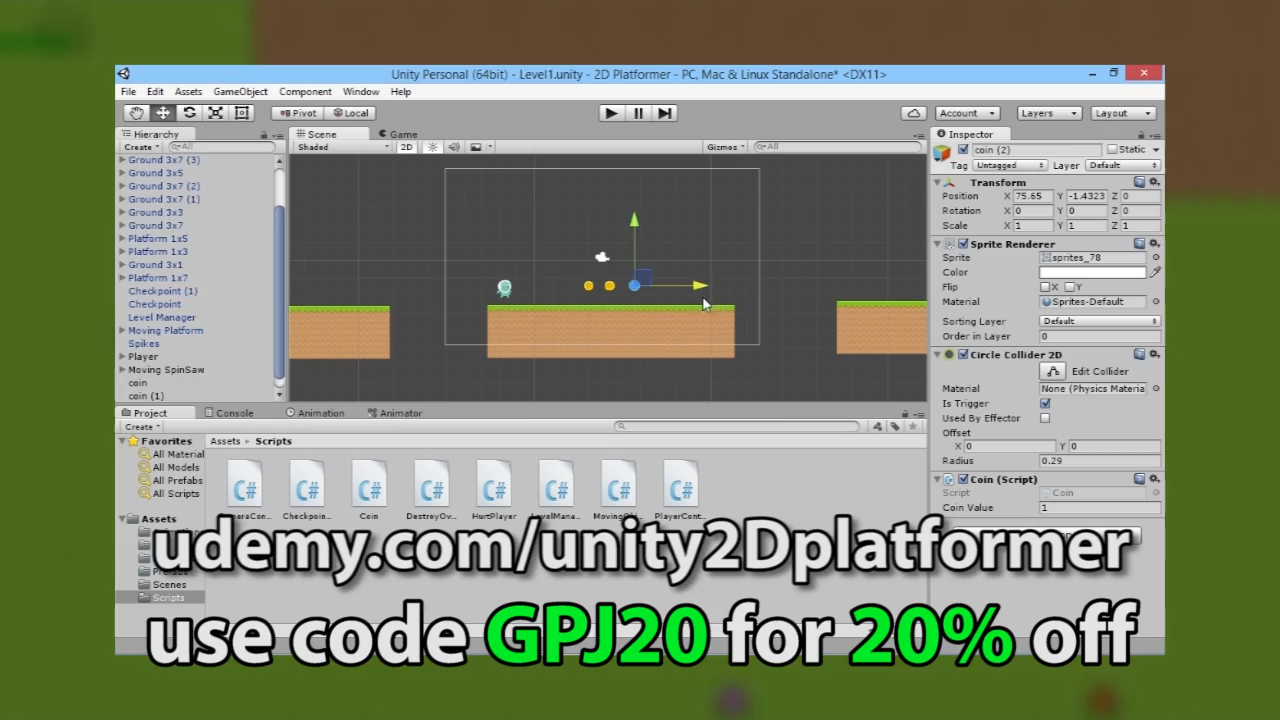 Unity Personal (64bit) - Level1.unity - 2D Platformer - PC, Mac & Linux Standalone* <DX11>
File Edit Assets GameObject Component Window Help
Pivot Local Account Layers Layout
Hierarchy
Create All
Ground 3x7 (3)
Ground 3x5
Ground 3x7 (2)
Ground 3x7 (1)
Ground 3x3
Ground 3x7
Platform 1x5
Platform 1x3
Ground 3x1
Platform 1x7
Checkpoint (1)
Checkpoint
Level Manager
Moving Platform
Spikes
Player
Moving SpinSaw
coin
coin (1)
Scene Game
Shaded 2D Gizmos All
Inspector
coin (2) Static
Tag Untagged Layer Default
Transform
Position X 75.65 Y -1.4323 Z 0
Rotation X 0 Y 0 Z 0
Scale X 1 Y 1 Z 1
Sprite Renderer
Sprite sprites_78
Color
Flip X Y
Material Sprites-Default
Sorting Layer Default
Order in Layer 0
Circle Collider 2D
Edit Collider
Material None (Physics Materia
Is Trigger
Used By Effector
Offset
X 0 Y 0
Radius 0.29
Coin (Script)
Script Coin
Coin Value 1
Project Console Animation Animator
Create
Favorites
All Material
All Models
All Prefabs
All Scripts
Assets
Prefabs
Scenes
Scripts
Assets Scripts
C# C# C# C# C# C# C# C#
eraCon... Checkpoin... Coin DestroyOv... HurtPlayer LevelMana... MovingObj... PlayerCont...
udemy.com/unity2Dplatformer
use code GPJ20 for 20% off